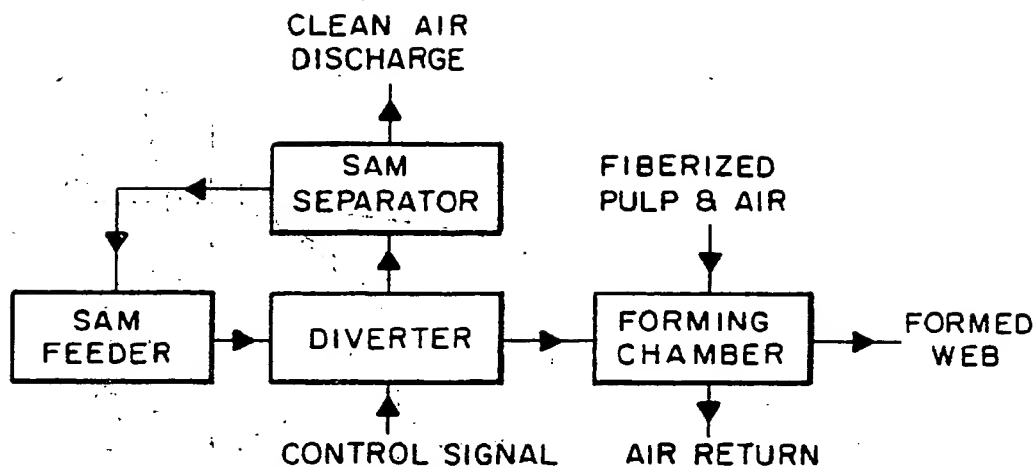 CLEAN AIR
DISCHARGE
SAM
SEPARATOR
FIBERIZED
PULP & AIR
SAM
FEEDER
DIVERTER
FORMING
CHAMBER
FORMED
WEB
CONTROL SIGNAL
AIR RETURN